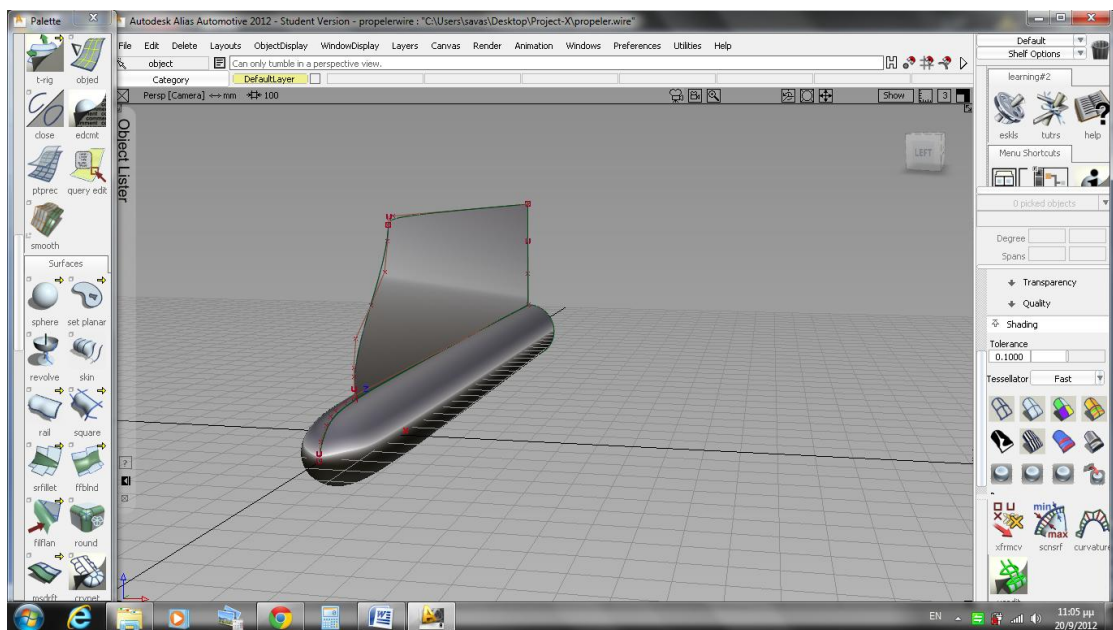 Palette
Autodesk Alias Automotive 2012 - Student Version - propelerwire : "C:\Users\savas\Desktop\Project-X\propeler.wire"
File Edit Delete Layouts ObjectDisplay WindowDisplay Layers Canvas Render Animation Windows Preferences Utilities Help
object
Can only tumble in a perspective view.
Category
DefaultLayer
Persp [Camera] ↔ mm 100
Show
3
Object Lister
LEFT
t-rig objed
close edcmt
ptprec query edit
smooth
Surfaces
sphere set planar
revolve skin
rail square
srfillet ffblnd
filflan round
msdrft crvnet
Default
Shelf Options
learning#2
eskls tutrs help
Menu Shortcuts
0 picked objects
Degree
Spans
Transparency
Quality
Shading
Tolerance
0.1000
Tessellator Fast
min
max
xfrmcv scnsrf curvature
EN
11:05 μμ
20/9/2012